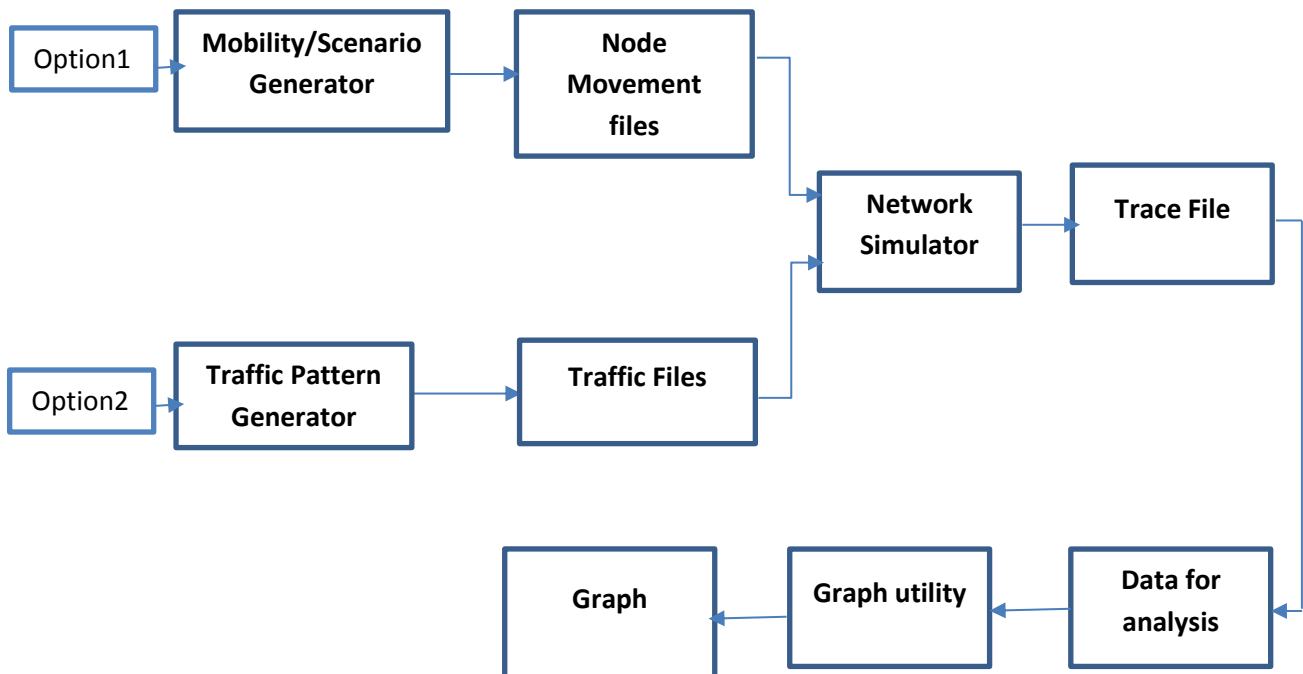 Option1
Mobility/Scenario
Generator
Node
Movement
files
Network
Simulator
Trace File
Option2
Traffic Pattern
Generator
Traffic Files
Graph
Graph utility
Data for
analysis